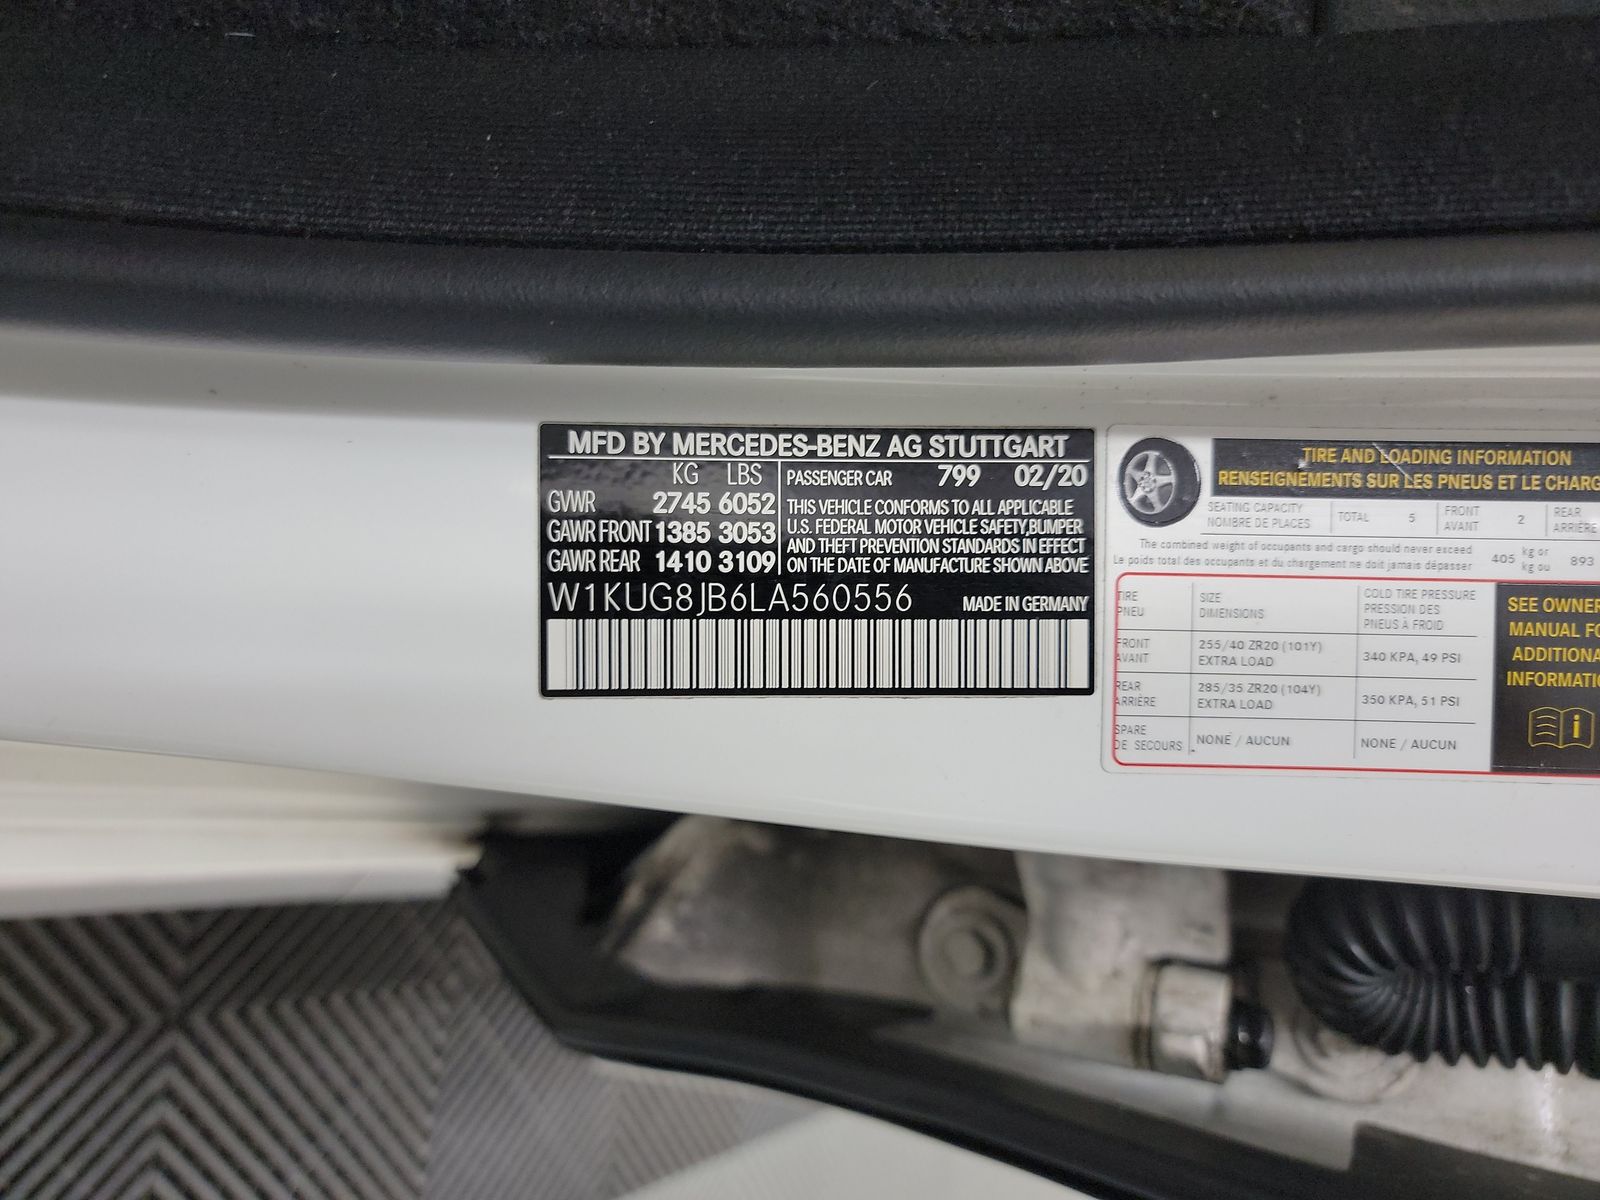 MFD BY MERCEDES-BENZ AG STUTTGART
KG LBS PASSENGER CAR 799 02/20
GVWR 2745 6052
GAWR FRONT 1385 3053
GAWR REAR 1410 3109
THIS VEHICLE CONFORMS TO ALL APPLICABLE
U.S. FEDERAL MOTOR VEHICLE SAFETY,BUMPER
AND THEFT PREVENTION STANDARDS IN EFFECT
ON THE DATE OF MANUFACTURE SHOWN ABOVE
W1KUG8JB6LA560556 MADE IN GERMANY
TIRE AND LOADING INFORMATION
RENSEIGNEMENTS SUR LES PNEUS ET LE CHARG
SEATING CAPACITY
NOMBRE DE PLACES
TOTAL 5
FRONT
AVANT
2
REAR
ARRIÈRE
The combined weight of occupants and cargo should never exceed
Le poids total des occupants et du chargement ne doit jamais dépasser
405 kg or
kg ou
893
TIRE
PNEU
SIZE
DIMENSIONS
COLD TIRE PRESSURE
PRESSION DES
PNEUS À FROID
FRONT
AVANT
255/40 ZR20 (101Y)
EXTRA LOAD
340 KPA, 49 PSI
REAR
ARRIÈRE
285/35 ZR20 (104Y)
EXTRA LOAD
350 KPA, 51 PSI
SPARE
DE SECOURS
NONE / AUCUN
NONE / AUCUN
SEE OWNER
MANUAL FO
ADDITIONA
INFORMATIO